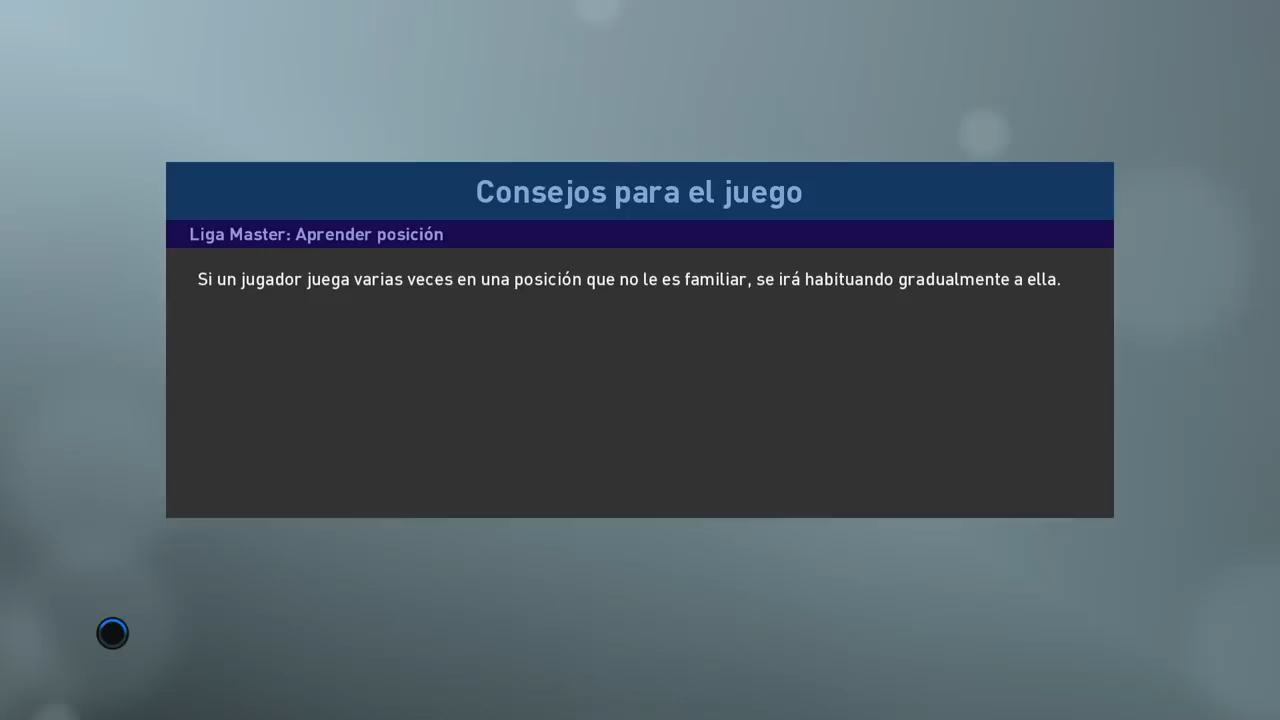 Consejos para el juego
Liga Master: Aprender posición
Si un jugador juega varias veces en una posición que no le es familiar, se irá habituando gradualmente a ella.